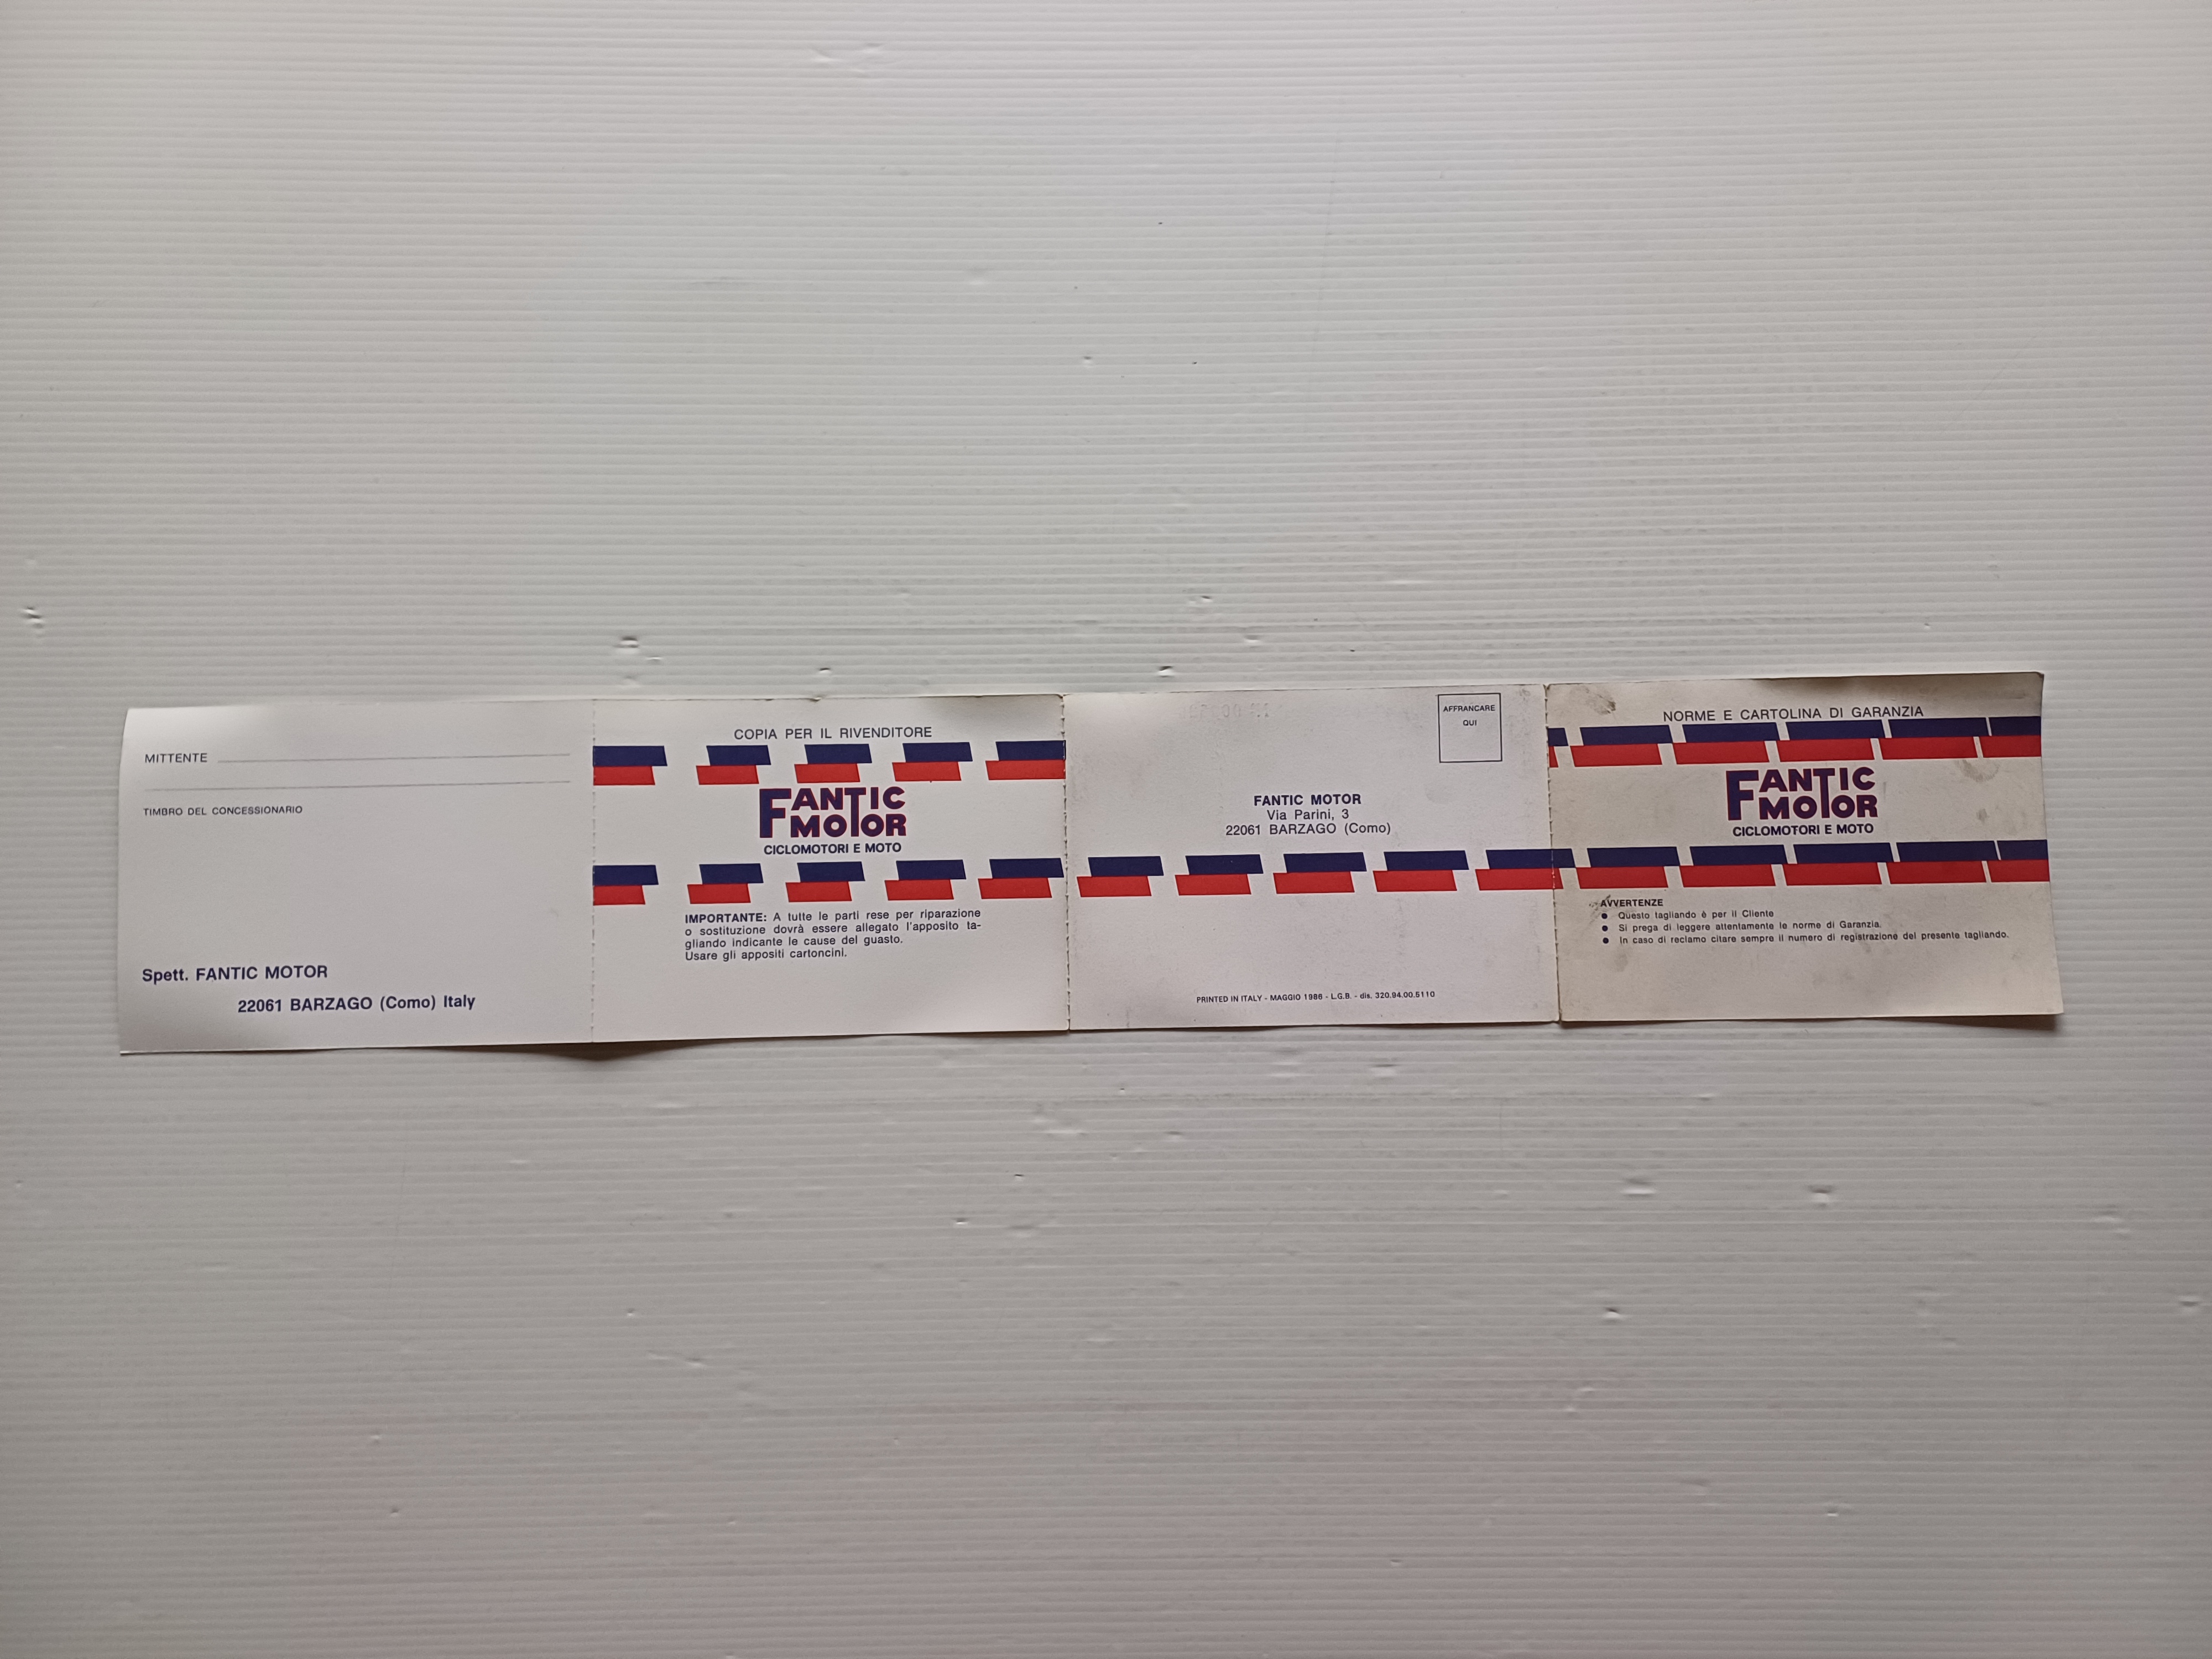 MITTENTE
TIMBRO DEL CONCESSIONARIO
Spett. FANTIC MOTOR
22061 BARZAGO (Como) Italy
COPIA PER IL RIVENDITORE
FANTIC
MOTOR
CICLOMOTORI E MOTO
IMPORTANTE: A tutte le parti rese per riparazione
o sostituzione dovrà essere allegato l'apposito ta-
gliando indicante le cause del guasto.
Usare gli appositi cartoncini.
AFFRANCARE
QUI
FANTIC MOTOR
Via Parini, 3
22061 BARZAGO (Como)
PRINTED IN ITALY - MAGGIO 1986 - L.G.B. - dis. 320.94.00.5110
NORME E CARTOLINA DI GARANZIA
FANTIC
MOTOR
CICLOMOTORI E MOTO
AVVERTENZE
● Questo tagliando è per il Cliente
● Si prega di leggere attentamente le norme di Garanzia.
● In caso di reclamo citare sempre il numero di registrazione del presente tagliando.